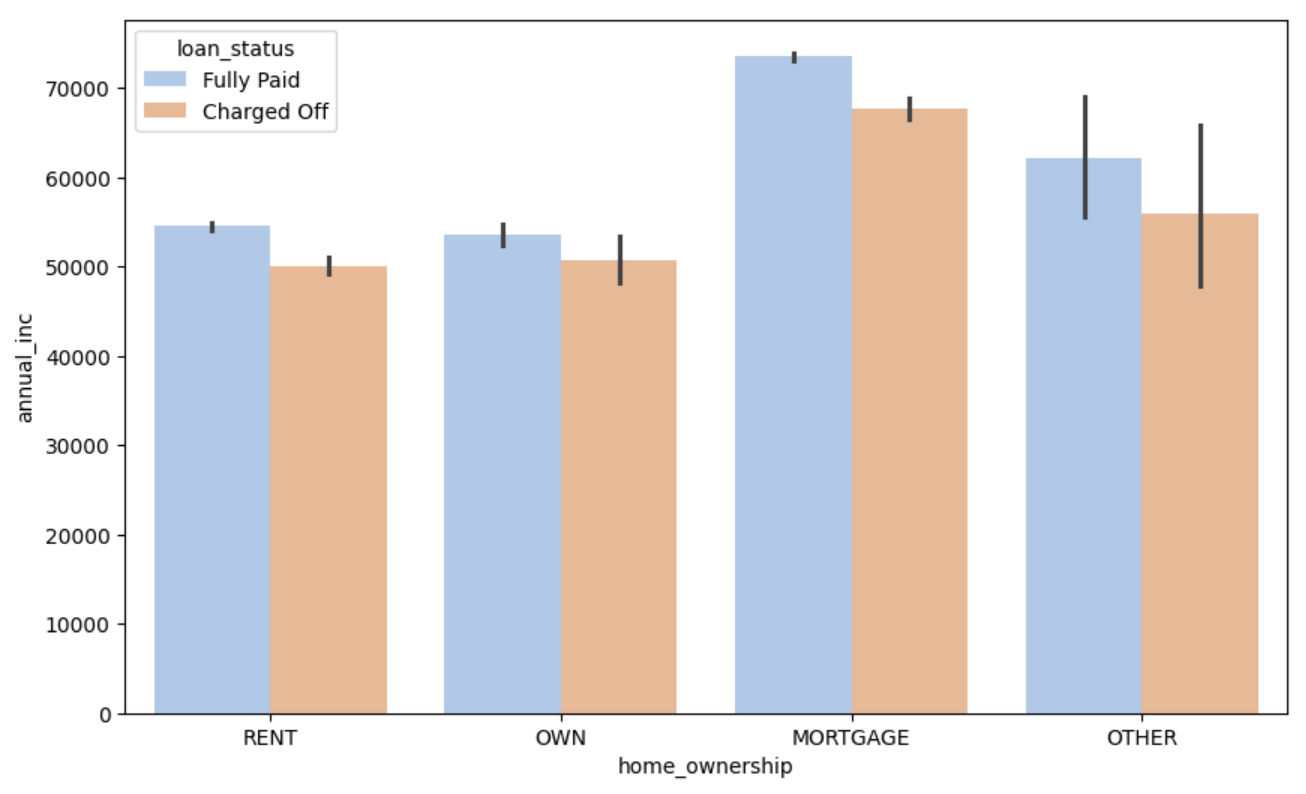 loan_status
Fully Paid
Charged Off
70000
60000
50000
40000
30000
20000
10000
0
annual_inc
RENT OWN MORTGAGE OTHER
home_ownership